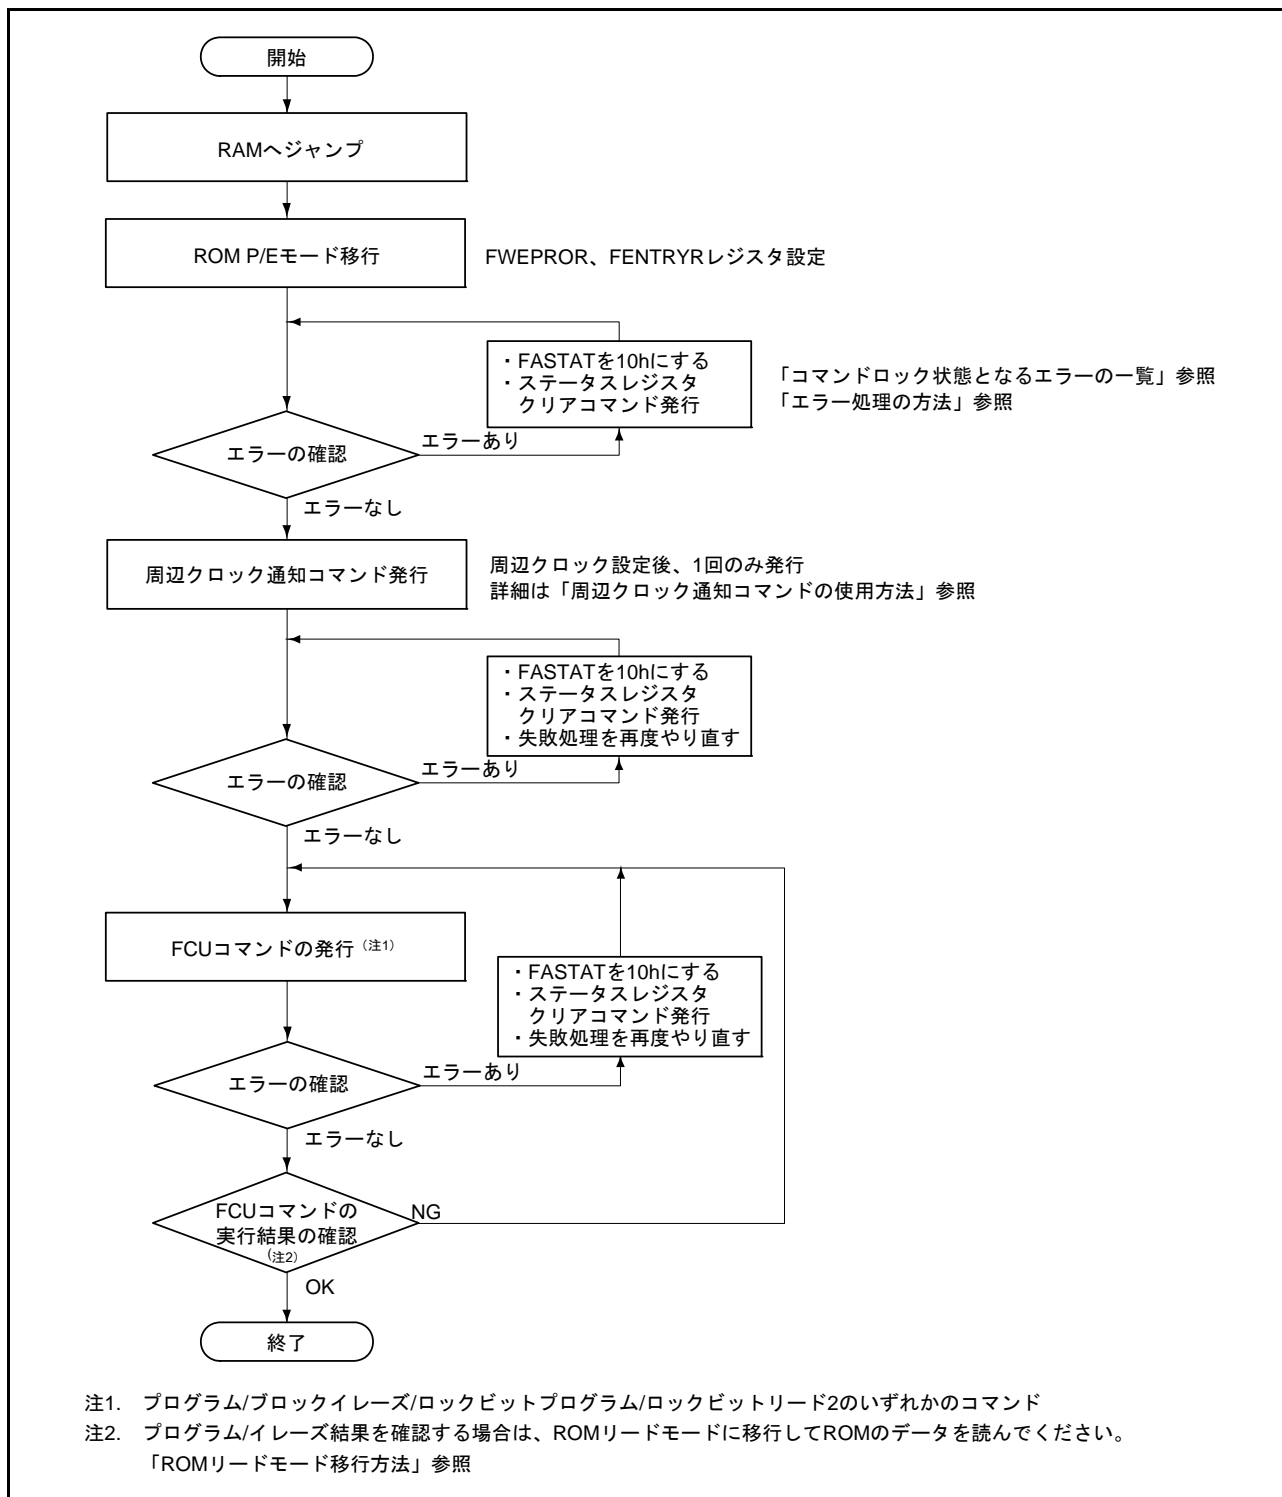 開始
RAMへジャンプ
ROM P/Eモード移行
FWEPROR、FENTRYRレジスタ設定
・FASTATを10hにする
・ステータスレジスタ
クリアコマンド発行
「コマンドロック状態となるエラーの一覧」参照
「エラー処理の方法」参照
エラーの確認
エラーあり
エラーなし
周辺クロック通知コマンド発行
周辺クロック設定後、1回のみ発行
詳細は「周辺クロック通知コマンドの使用方法」参照
・FASTATを10hにする
・ステータスレジスタ
クリアコマンド発行
・失敗処理を再度やり直す
エラーの確認
エラーあり
エラーなし
FCUコマンドの発行（注1）
・FASTATを10hにする
・ステータスレジスタ
クリアコマンド発行
・失敗処理を再度やり直す
エラーの確認
エラーあり
エラーなし
FCUコマンドの
実行結果の確認
（注2）
NG
OK
終了
注1. プログラム/ブロックイレーズ/ロックビットプログラム/ロックビットリード2のいずれかのコマンド
注2. プログラム/イレーズ結果を確認する場合は、ROMリードモードに移行してROMのデータを読んでください。
「ROMリードモード移行方法」参照